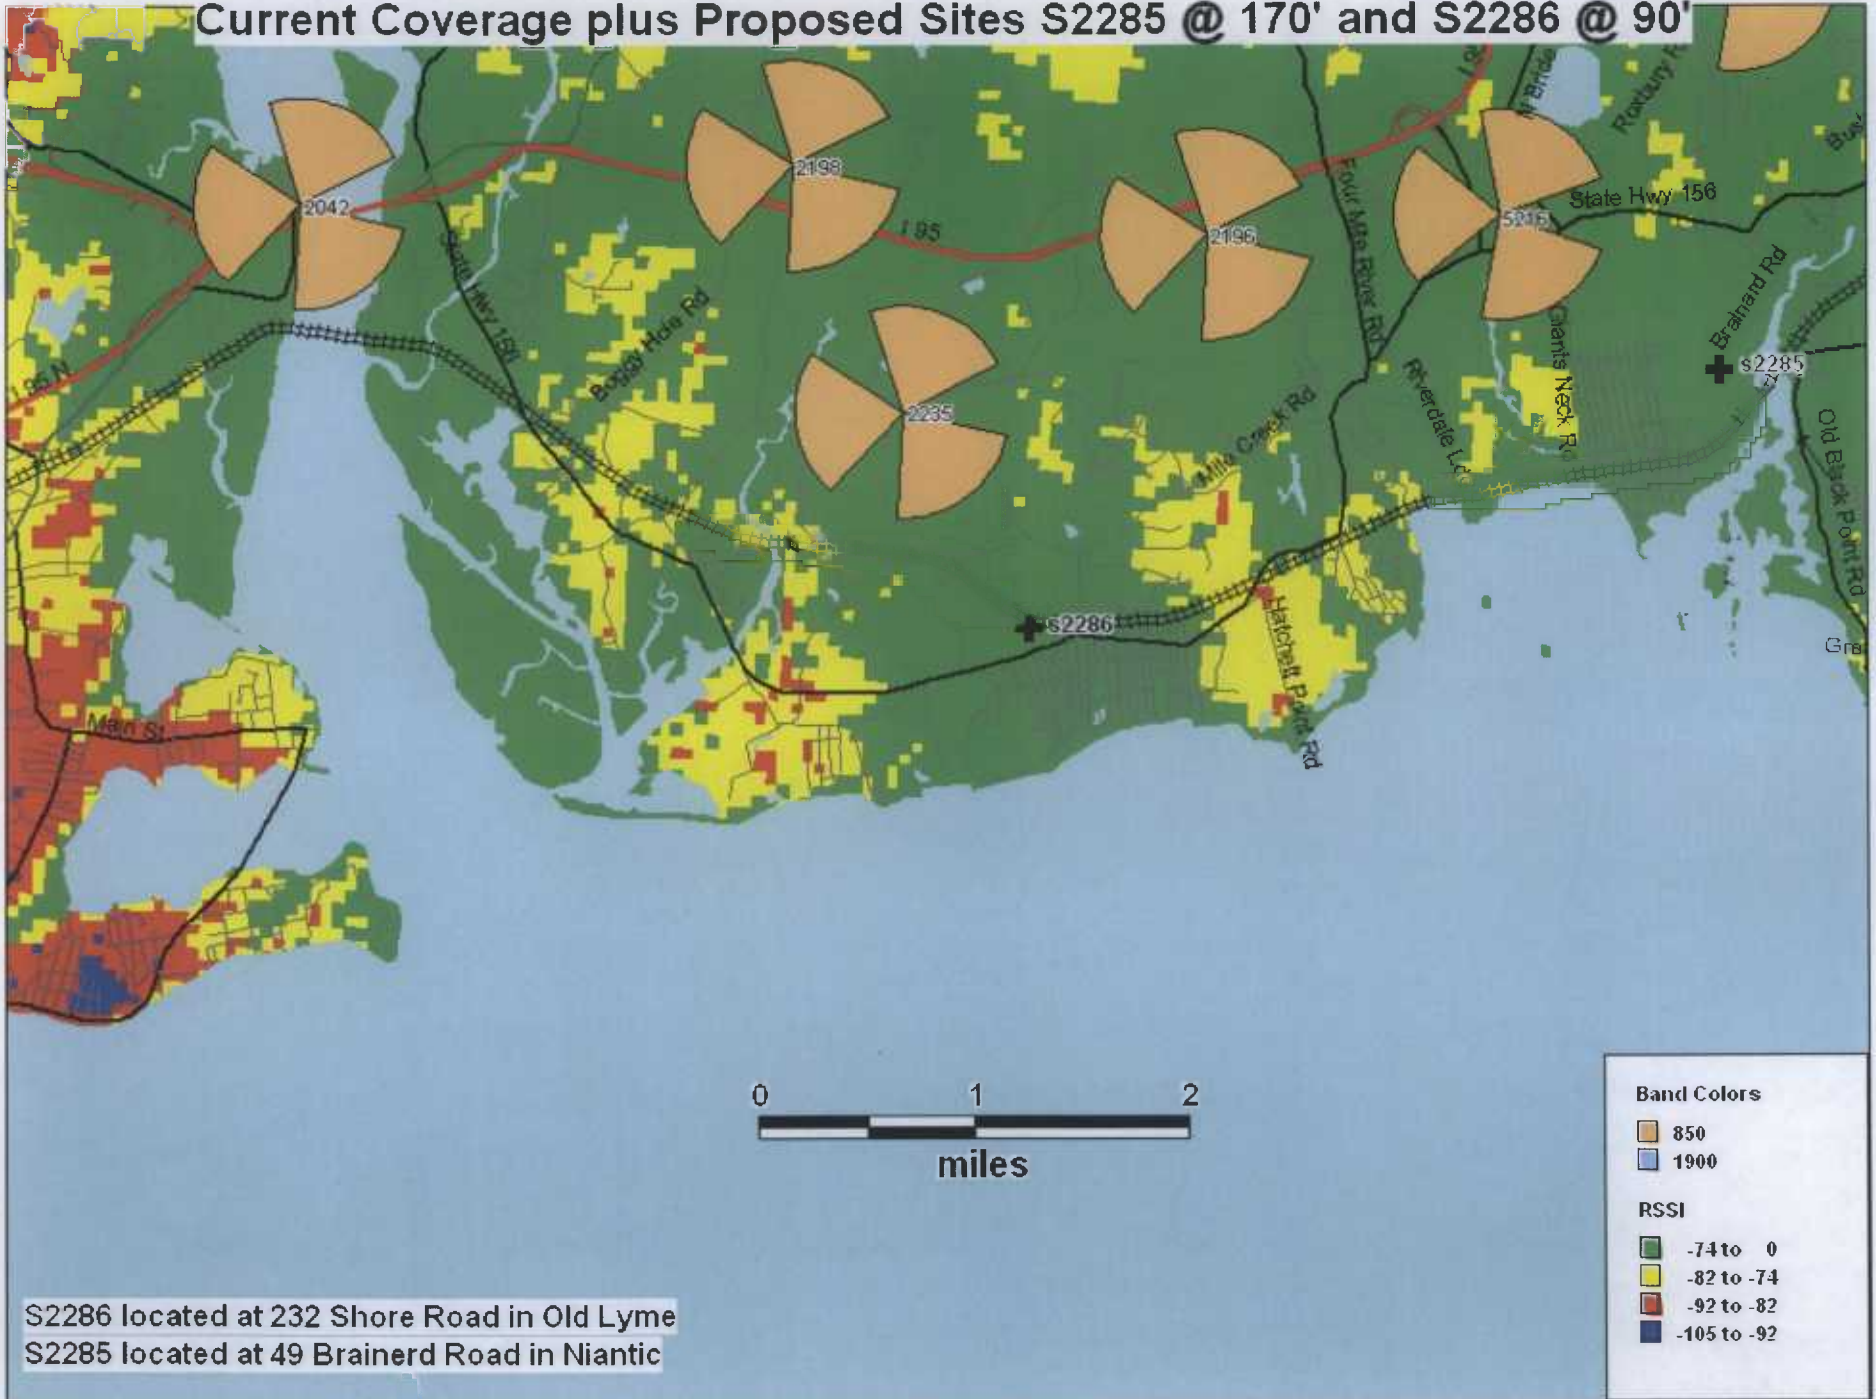 Current Coverage plus Proposed Sites S2285 @ 170' and S2286 @ 90'
I 95
N Bride
Roxbury
2042
2198
2196
5216
State Hwy 156
I 95
State Hwy 156
Four Mile River Rd
Brainard Rd
Boggy Hole Rd
I 95 N
2235
s2285
Giants Neck Rd
Riverdale
Mile Creek Rd
Old Black Point Rd
s2286
Hatchett Point Rd
Main St
0 1 2
miles
Band Colors
850
1900
RSSI
-74 to 0
-82 to -74
-92 to -82
-105 to -92
S2286 located at 232 Shore Road in Old Lyme
S2285 located at 49 Brainerd Road in Niantic